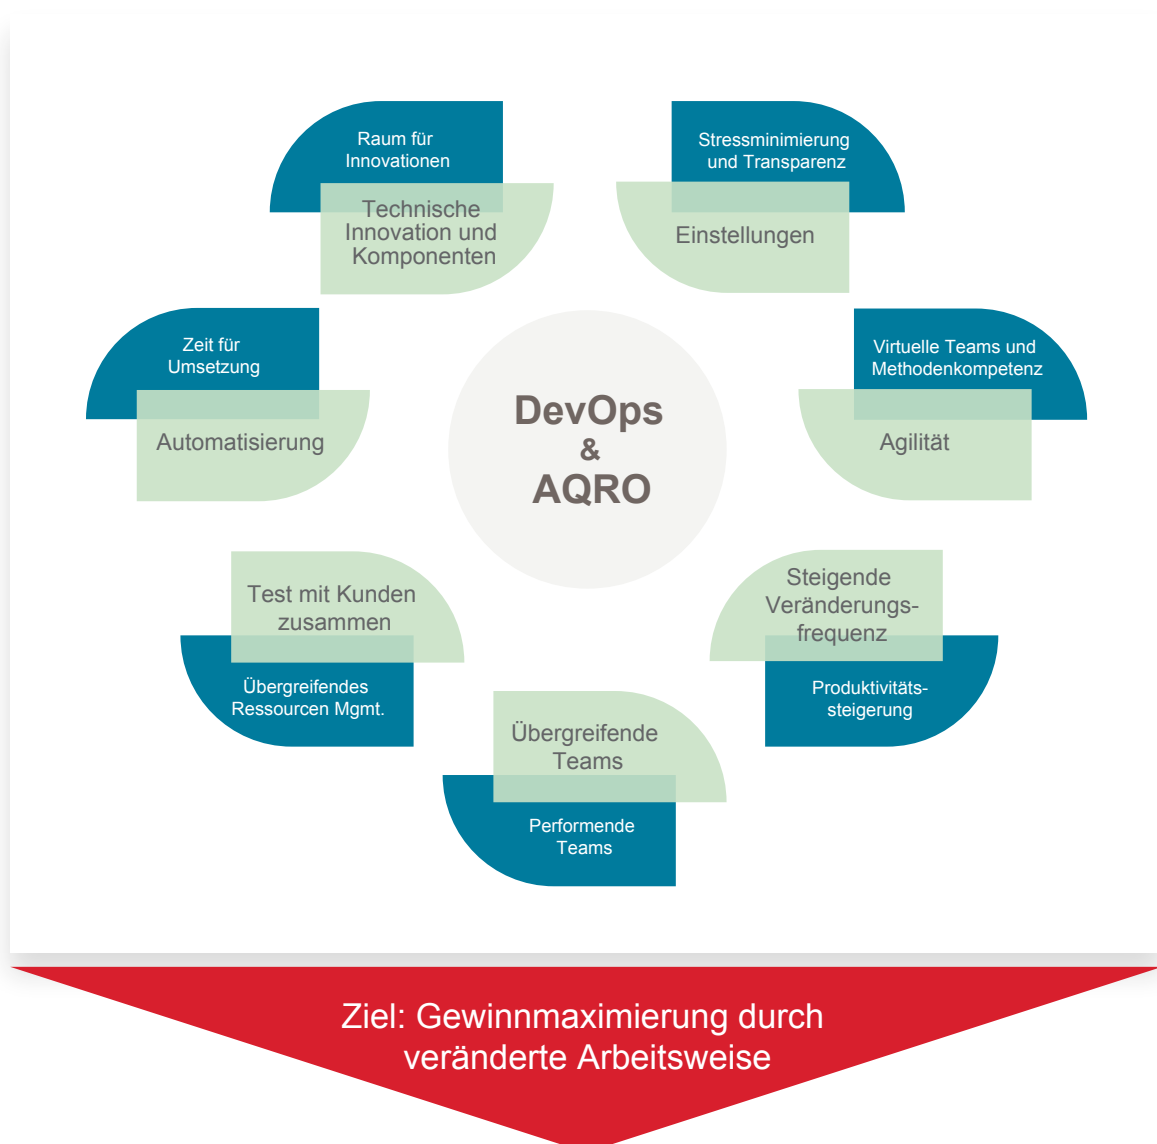 Raum für
Innovationen
Technische
Innovation und
Komponenten
Stressminimierung
und Transparenz
Einstellungen
Zeit für
Umsetzung
Automatisierung
DevOps
&
AQRO
Virtuelle Teams und
Methodenkompetenz
Agilität
Test mit Kunden
zusammen
Übergreifendes
Ressourcen Mgmt.
Steigende
Veränderungs-
frequenz
Produktivitäts-
steigerung
Übergreifende
Teams
Performende
Teams
Ziel: Gewinnmaximierung durch
veränderte Arbeitsweise